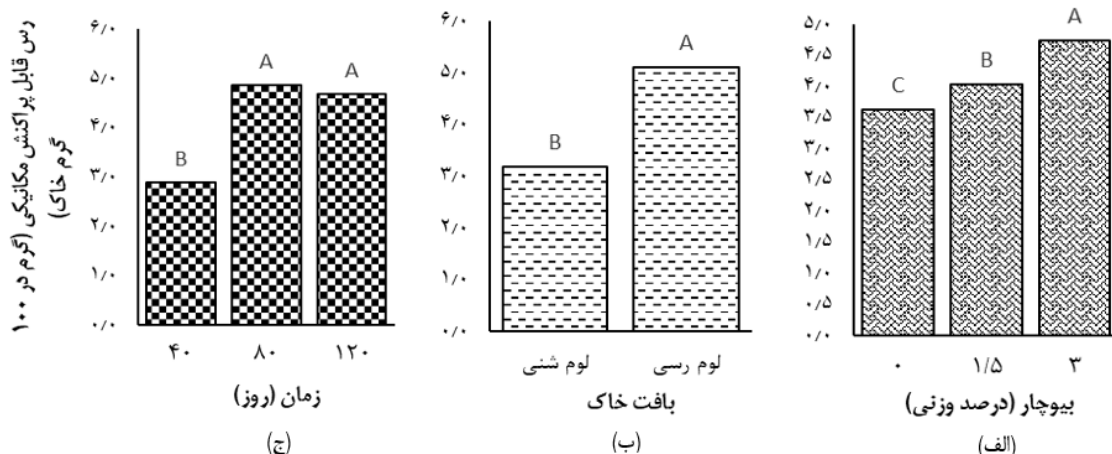 رس قابل پراکنش مکانیکی (گرم در ۱۰۰
گرم خاک)
۵٫۰
۴٫۵
۴٫۰
۳٫۵
۳٫۰
۲٫۵
۲٫۰
۱٫۵
۱٫۰
۰٫۵
۰٫۰
C
B
A
۰
۱/۵
۳
بیوچار (درصد وزنی)
(الف)
۶٫۰
۵٫۰
۴٫۰
۳٫۰
۲٫۰
۱٫۰
۰٫۰
B
A
لوم شنی
لوم رسی
بافت خاک
(ب)
۶٫۰
۵٫۰
۴٫۰
۳٫۰
۲٫۰
۱٫۰
۰٫۰
B
A
A
۴۰
۸۰
۱۲۰
زمان (روز)
(ج)